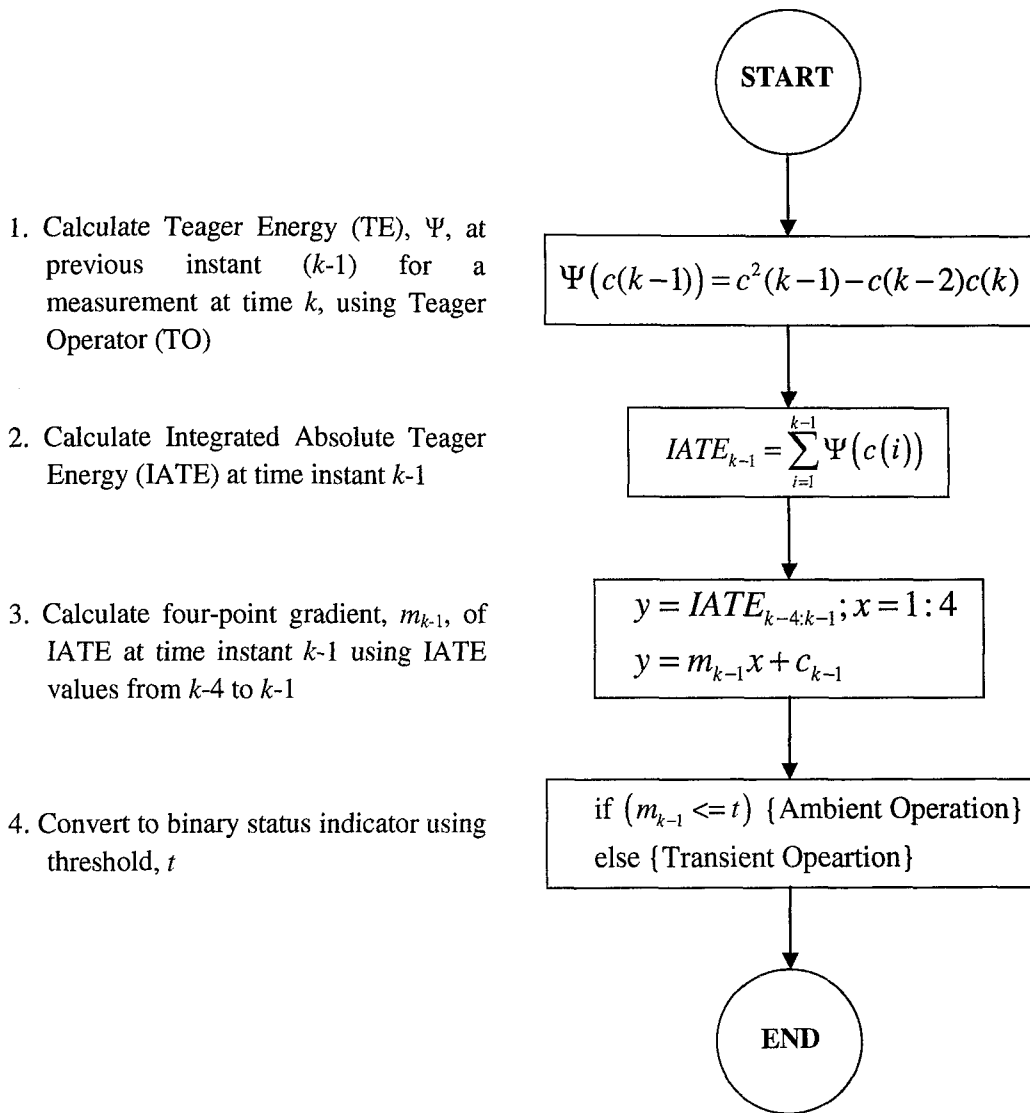 START
1. Calculate Teager Energy (TE), Ψ, at
previous instant (k-1) for a
measurement at time k, using Teager
Operator (TO)
Ψ(c(k−1)) = c²(k−1)−c(k−2)c(k)
2. Calculate Integrated Absolute Teager
Energy (IATE) at time instant k-1
IATE_{k−1} = ∑_{i=1}^{k−1} Ψ(c(i))
3. Calculate four-point gradient, m_{k-1}, of
IATE at time instant k-1 using IATE
values from k-4 to k-1
y = IATE_{k−4:k−1}; x = 1:4
y = m_{k−1}x + c_{k−1}
4. Convert to binary status indicator using
threshold, t
if (m_{k−1} <= t) {Ambient Operation}
else {Transient Opeartion}
END